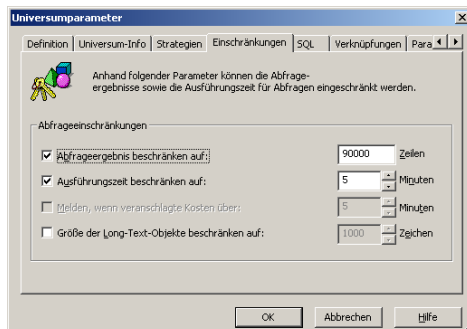 Universumparameter
Definition Universum-Info Strategien Einschränkungen SQL Verknüpfungen Para
Anhand folgender Parameter können die Abfrage-
ergebnisse sowie die Ausführungszeit für Abfragen eingeschränkt werden.
Abfrageeinschränkungen
Abfrageergebnis beschränken auf: 90000 Zeilen
Ausführungszeit beschränken auf: 5 Minuten
Melden, wenn veranschlagte Kosten über: 5 Minuten
Größe der Long-Text-Objekte beschränken auf: 1000 Zeichen
OK Abbrechen Hilfe